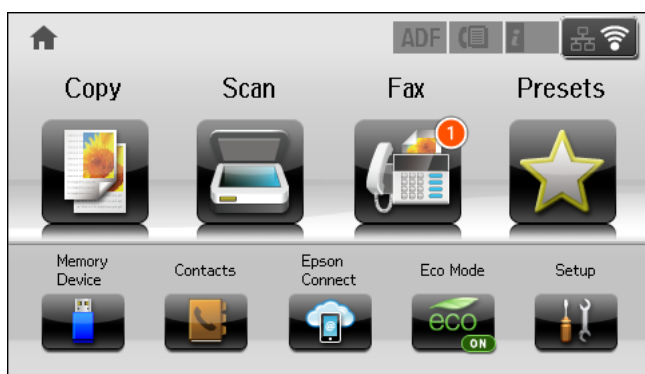 ADF i
Copy Scan Fax Presets
1
Memory
Device
Contacts
Epson
Connect
Eco Mode
Setup
@
eco
ON